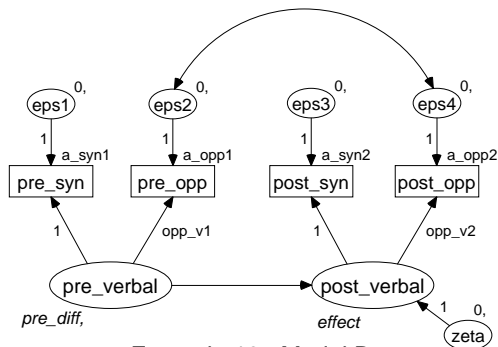 0, 0, 0, 0,
eps1 eps2 eps3 eps4
1 1 1 1
a_syn1 a_opp1 a_syn2 a_opp2
pre_syn pre_opp post_syn post_opp
1 opp_v1 1 opp_v2
pre_verbal post_verbal
pre_diff, effect
1 0,
zeta